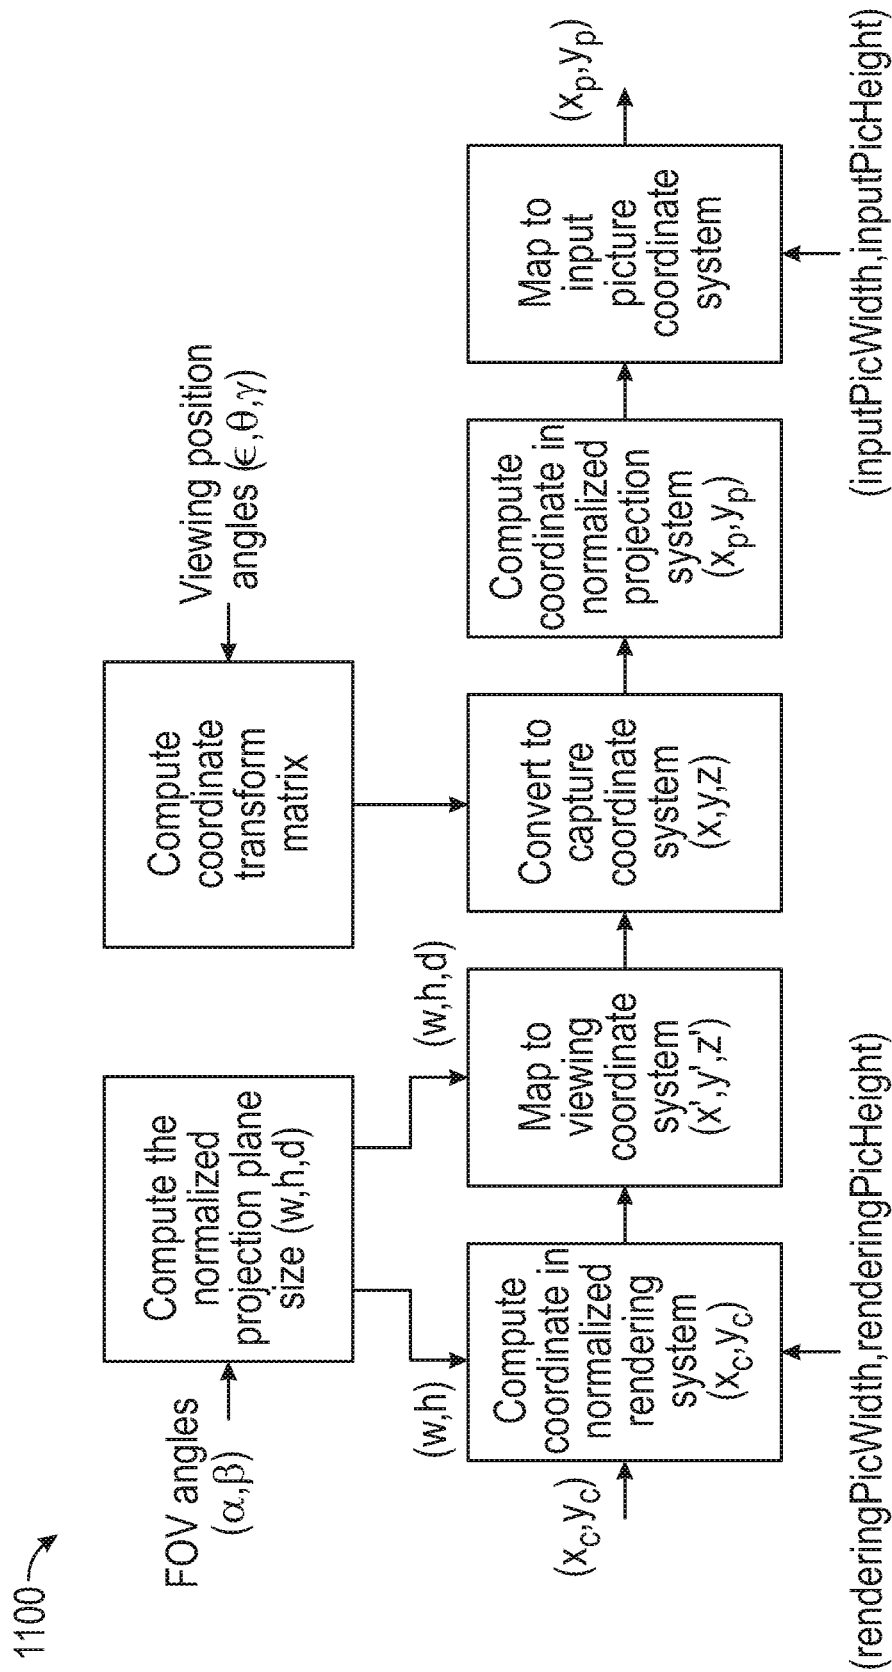 1100
FOV angles
(α,β)
Compute the
normalized
projection plane
size (w,h,d)
Compute
coordinate
transform
matrix
Viewing position
angles (ϵ,θ,γ)
(w,h)
(w,h,d)
(x_c,y_c)
Compute
coordinate in
normalized
rendering
system
(x_c,y_c)
Map to
viewing
coordinate
system
(x',y',z')
Convert to
capture
coordinate
system
(x,y,z)
Compute
coordinate in
normalized
projection
system
(x_p,y_p)
Map to
input
picture
coordinate
system
(x_p,y_p)
(renderingPicWidth,renderingPicHeight)
(inputPicWidth,inputPicHeight)